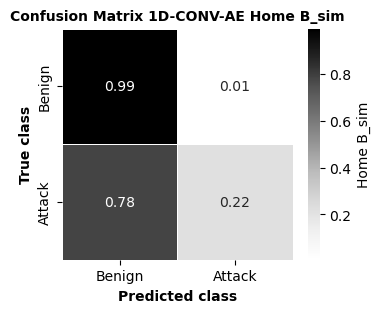 Confusion Matrix 1D-CONV-AE Home B_sim
True class
Benign
Attack
0.99
0.01
0.78
0.22
Benign
Attack
Predicted class
0.8
0.6
0.4
0.2
Home B_sim